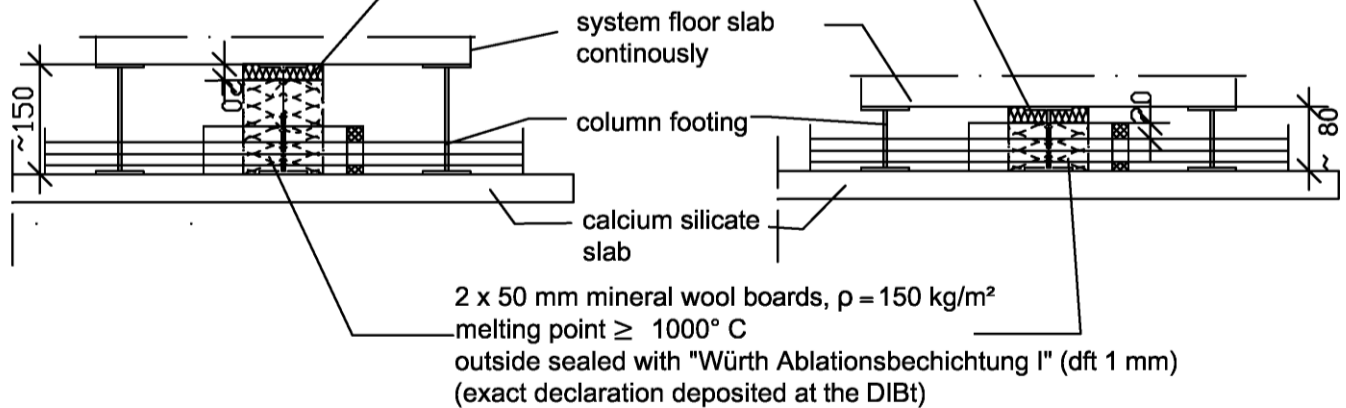 system floor slab
continously
~150
20
20
~ 80
column footing
calcium silicate
slab
2 x 50 mm mineral wool boards, ρ = 150 kg/m²
melting point ≥ 1000° C
outside sealed with "Würth Ablationsbechichtung I" (dft 1 mm)
(exact declaration deposited at the DIBt)